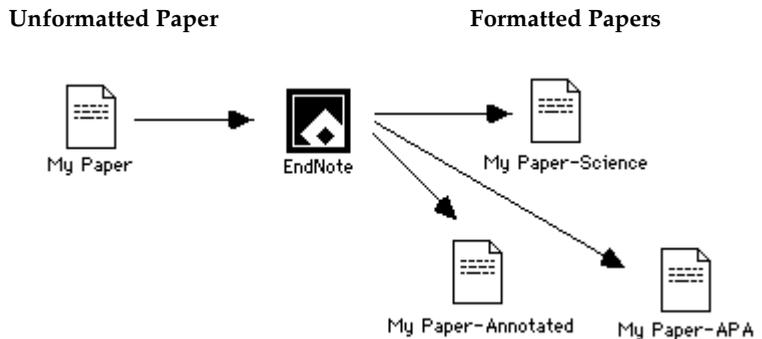 Unformatted Paper
Formatted Papers
My Paper
EndNote
My Paper-Science
My Paper-Annotated
My Paper-APA